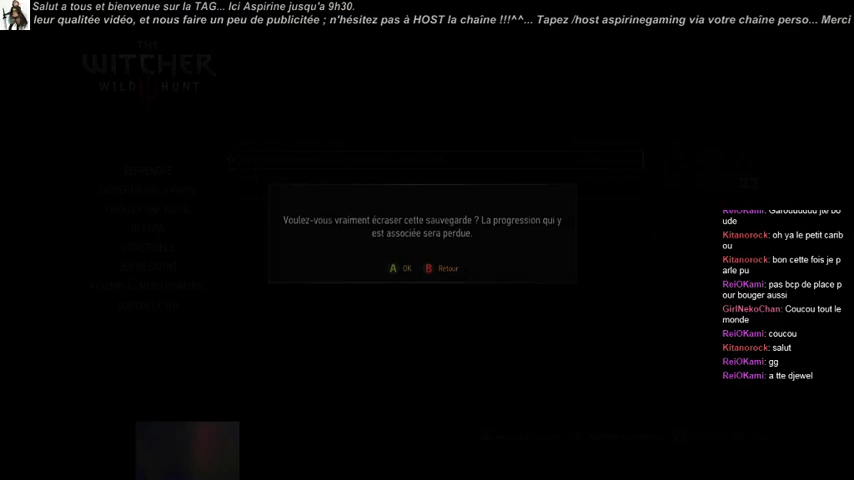 Salut a tous et bienvenue sur la TAG... Ici Aspirine jusqu'a 9h30.
leur qualitée vidéo, et nous faire un peu de publicitée ; n'hésitez pas à HOST la chaîne !!!^^... Tapez /host aspirinegaming via votre chaîne perso... Merci
THE
WITCHER
WILD HUNT
REPRENDRE
Voulez-vous vraiment écraser cette sauvegarde ? La progression qui y
est associée sera perdue.
A OK B Retour
ReiOKami: Garouuuuuu jte bo
ude
Kitanorock: oh ya le petit carib
ou
Kitanorock: bon cette fois je p
arle pu
ReiOKami: pas bcp de place p
our bouger aussi
GirlNekoChan: Coucou tout le
monde
ReiOKami: coucou
Kitanorock: salut
ReiOKami: gg
ReiOKami: a tte djewel